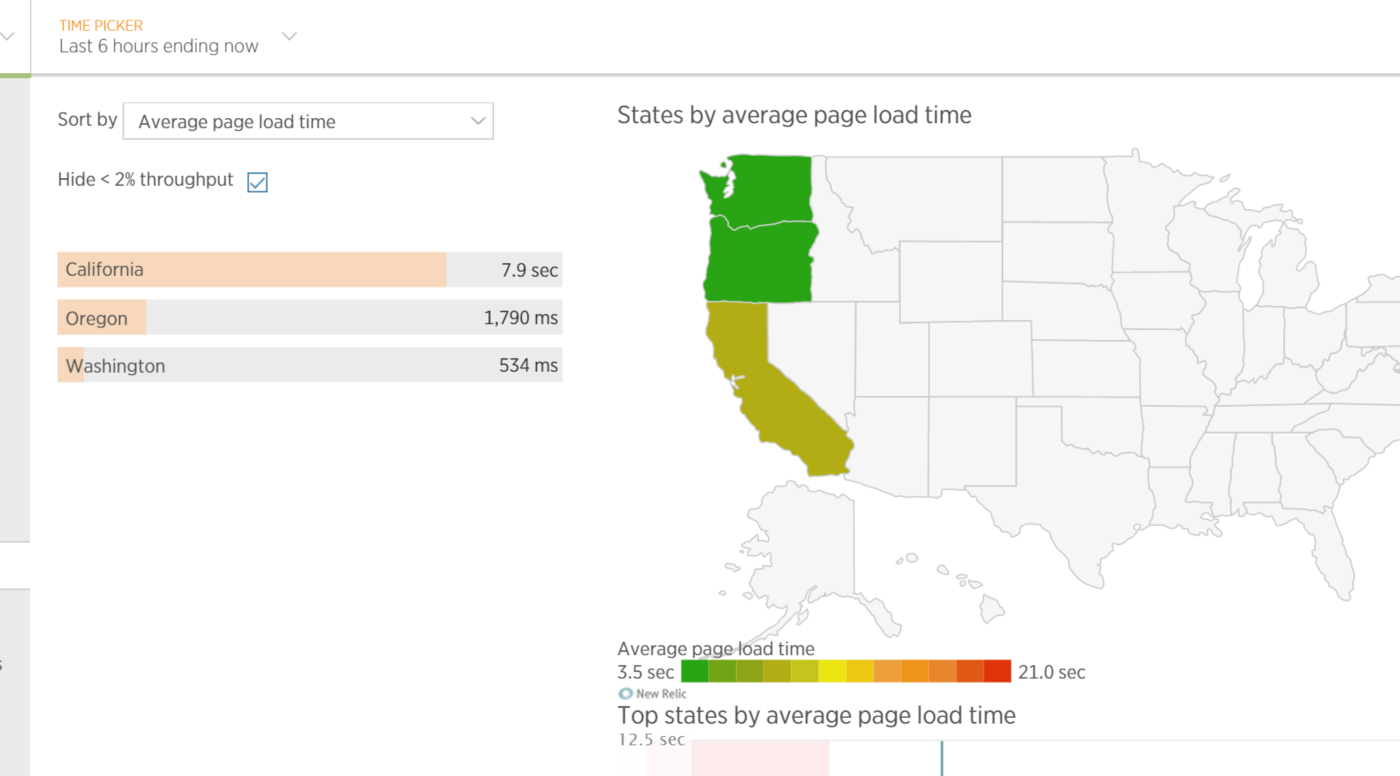 TIME PICKER
Last 6 hours ending now
Sort by Average page load time
Hide < 2% throughput
California 7.9 sec
Oregon 1,790 ms
Washington 534 ms
States by average page load time
Average page load time
3.5 sec 21.0 sec
New Relic
Top states by average page load time
12.5 sec